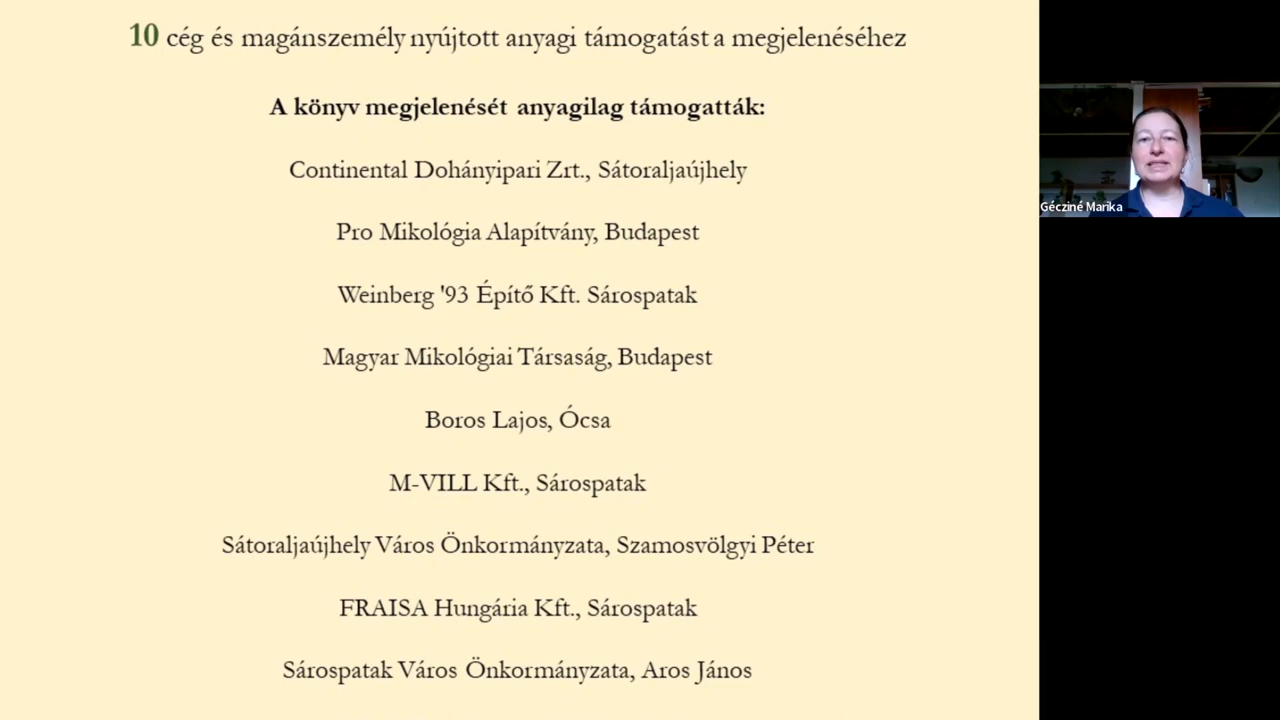 10 cég és magánszemély nyújtott anyagi támogatást a megjelenéséhez
A könyv megjelenését anyagilag támogatták:
Continental Dohányipari Zrt., Sátoraljaújhely
Pro Mikológia Alapítvány, Budapest
Weinberg '93 Építő Kft. Sárospatak
Magyar Mikológiai Társaság, Budapest
Boros Lajos, Ócsa
M-VILL Kft., Sárospatak
Sátoraljaújhely Város Önkormányzata, Szamosvölgyi Péter
FRAISA Hungária Kft., Sárospatak
Sárospatak Város Önkormányzata, Aros János
Gécziné Marika